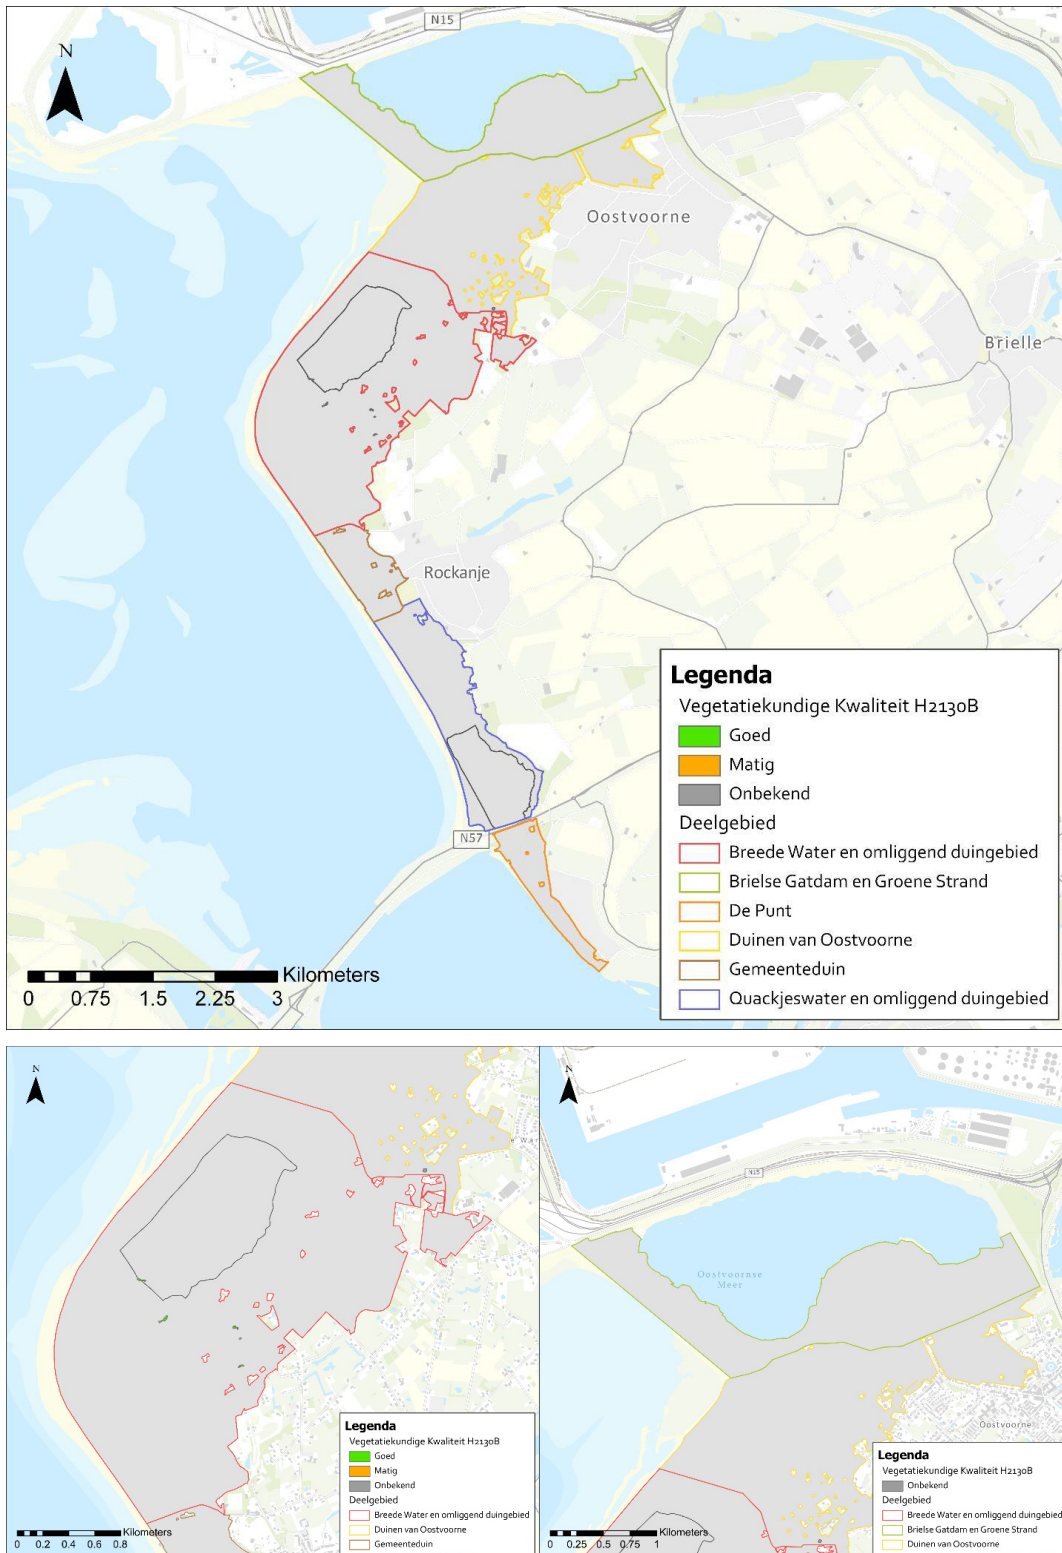 N15
N
Oostvoorne
Brielle
Rockanje
N57
Kilometers
0 0.75 1.5 2.25 3
Legenda
Vegetatiekundige Kwaliteit H2130B
Goed
Matig
Onbekend
Deelgebied
Breede Water en omliggend duingebied
Brielse Gatdam en Groene Strand
De Punt
Duinen van Oostvoorne
Gemeenteduin
Quackjeswater en omliggend duingebied
N
Legenda
Vegetatiekundige Kwaliteit H2130B
Goed
Matig
Onbekend
Deelgebied
Breede Water en omliggend duingebied
Duinen van Oostvoorne
Gemeenteduin
Kilometers
0 0.2 0.4 0.6 0.8
N
N15
Oostvoornse
Meer
Oostvoorne
Legenda
Vegetatiekundige Kwaliteit H2130B
Onbekend
Deelgebied
Breede Water en omliggend duingebied
Brielse Gatdam en Groene Strand
Duinen van Oostvoorne
Kilometers
0 0.25 0.5 0.75 1